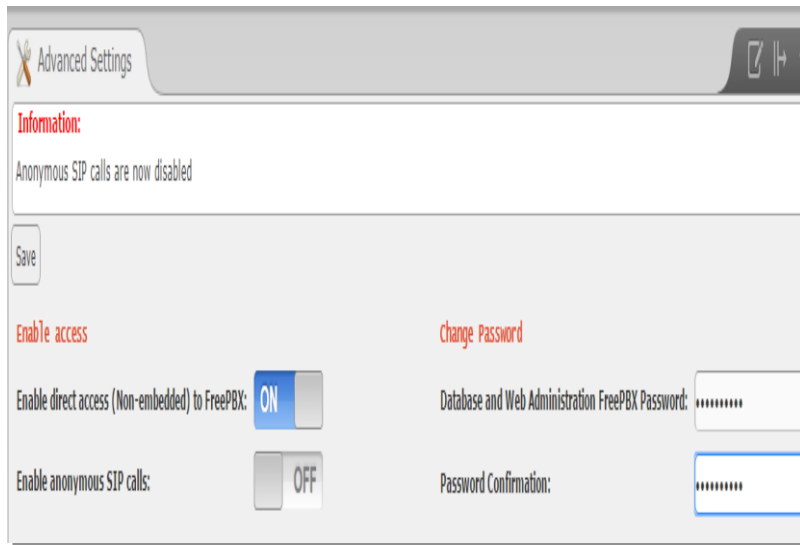 Advanced Settings
Information:
Anonymous SIP calls are now disabled
Save
Enable access
Change Password
Enable direct access (Non-embedded) to FreePBX: ON
Database and Web Administration FreePBX Password: ••••••••••
Enable anonymous SIP calls: OFF
Password Confirmation: ••••••••••